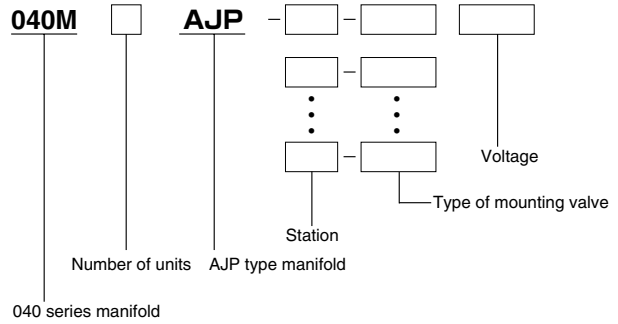 040M AJP - -
-
-
Voltage
Type of mounting valve
Station
Number of units AJP type manifold
040 series manifold